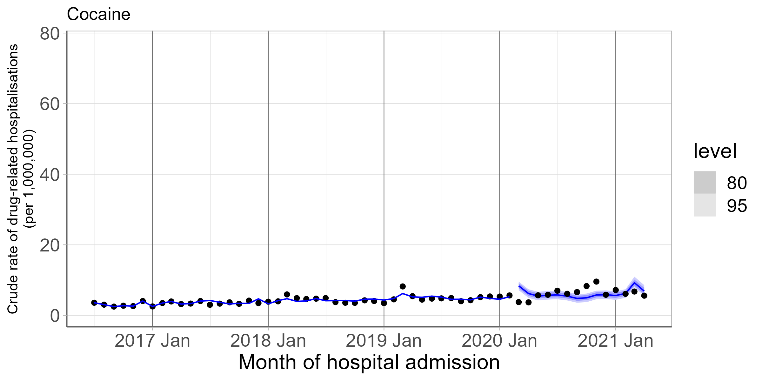 Cocaine
Crude rate of drug-related hospitalisations
(per 1,000,000)
80
60
40
20
0
2017 Jan
2018 Jan
2019 Jan
2020 Jan
2021 Jan
Month of hospital admission
level
80
95